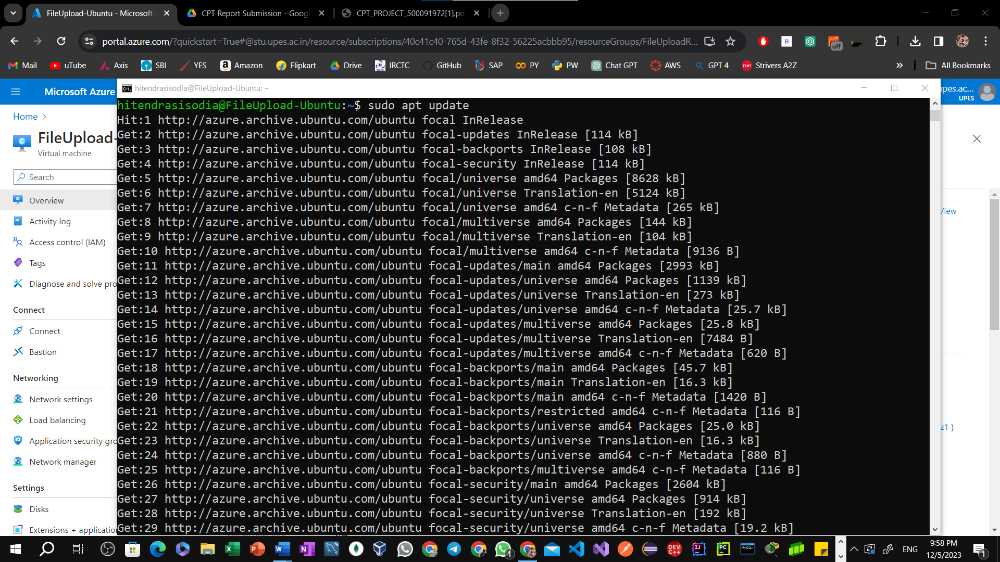 FileUpload-Ubuntu - Microsoft
CPT Report Submission - Googl
CPT_PROJECT_500091972[1].pd
portal.azure.com/?quickstart=True#@stu.upes.ac.in/resource/subscriptions/40c41c40-765d-43fe-8f32-56225acbbb95/resourceGroups/FileUploadR...
off
Mail
uTube
Axis
SBI
YES
Amazon
Flipkart
Drive
IRCTC
GitHub
SAP
PY
PW
Chat GPT
AWS
GPT 4
Strivers A2Z
All Bookmarks
Microsoft Azure
upes.ac...
UPES
hitendrasisodia@FileUpload-Ubuntu: ~
Home >
FileUpload-
Virtual machine
Search
Overview
Activity log
Access control (IAM)
Tags
Diagnose and solve pro
Connect
Connect
Bastion
Networking
Network settings
Load balancing
Application security gro
Network manager
Settings
Disks
Extensions + application
View
z1 )
hitendrasisodia@FileUpload-Ubuntu:~$ sudo apt update
Hit:1 http://azure.archive.ubuntu.com/ubuntu focal InRelease
Get:2 http://azure.archive.ubuntu.com/ubuntu focal-updates InRelease [114 kB]
Get:3 http://azure.archive.ubuntu.com/ubuntu focal-backports InRelease [108 kB]
Get:4 http://azure.archive.ubuntu.com/ubuntu focal-security InRelease [114 kB]
Get:5 http://azure.archive.ubuntu.com/ubuntu focal/universe amd64 Packages [8628 kB]
Get:6 http://azure.archive.ubuntu.com/ubuntu focal/universe Translation-en [5124 kB]
Get:7 http://azure.archive.ubuntu.com/ubuntu focal/universe amd64 c-n-f Metadata [265 kB]
Get:8 http://azure.archive.ubuntu.com/ubuntu focal/multiverse amd64 Packages [144 kB]
Get:9 http://azure.archive.ubuntu.com/ubuntu focal/multiverse Translation-en [104 kB]
Get:10 http://azure.archive.ubuntu.com/ubuntu focal/multiverse amd64 c-n-f Metadata [9136 B]
Get:11 http://azure.archive.ubuntu.com/ubuntu focal-updates/main amd64 Packages [2993 kB]
Get:12 http://azure.archive.ubuntu.com/ubuntu focal-updates/universe amd64 Packages [1139 kB]
Get:13 http://azure.archive.ubuntu.com/ubuntu focal-updates/universe Translation-en [273 kB]
Get:14 http://azure.archive.ubuntu.com/ubuntu focal-updates/universe amd64 c-n-f Metadata [25.7 kB]
Get:15 http://azure.archive.ubuntu.com/ubuntu focal-updates/multiverse amd64 Packages [25.8 kB]
Get:16 http://azure.archive.ubuntu.com/ubuntu focal-updates/multiverse Translation-en [7484 B]
Get:17 http://azure.archive.ubuntu.com/ubuntu focal-updates/multiverse amd64 c-n-f Metadata [620 B]
Get:18 http://azure.archive.ubuntu.com/ubuntu focal-backports/main amd64 Packages [45.7 kB]
Get:19 http://azure.archive.ubuntu.com/ubuntu focal-backports/main Translation-en [16.3 kB]
Get:20 http://azure.archive.ubuntu.com/ubuntu focal-backports/main amd64 c-n-f Metadata [1420 B]
Get:21 http://azure.archive.ubuntu.com/ubuntu focal-backports/restricted amd64 c-n-f Metadata [116 B]
Get:22 http://azure.archive.ubuntu.com/ubuntu focal-backports/universe amd64 Packages [25.0 kB]
Get:23 http://azure.archive.ubuntu.com/ubuntu focal-backports/universe Translation-en [16.3 kB]
Get:24 http://azure.archive.ubuntu.com/ubuntu focal-backports/universe amd64 c-n-f Metadata [880 B]
Get:25 http://azure.archive.ubuntu.com/ubuntu focal-backports/multiverse amd64 c-n-f Metadata [116 B]
Get:26 http://azure.archive.ubuntu.com/ubuntu focal-security/main amd64 Packages [2604 kB]
Get:27 http://azure.archive.ubuntu.com/ubuntu focal-security/universe amd64 Packages [914 kB]
Get:28 http://azure.archive.ubuntu.com/ubuntu focal-security/universe Translation-en [192 kB]
Get:29 http://azure.archive.ubuntu.com/ubuntu focal-security/universe amd64 c-n-f Metadata [19.2 kB]
ENG
9:58 PM
12/5/2023